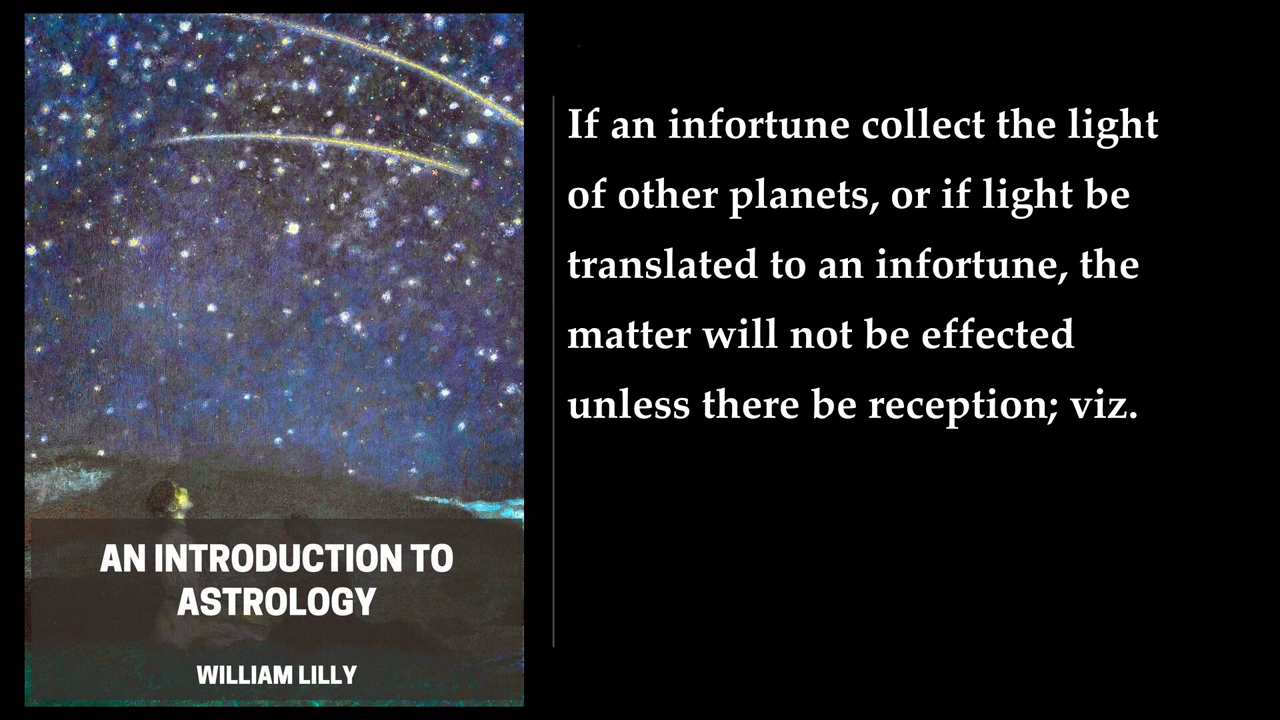 AN INTRODUCTION TO
ASTROLOGY
WILLIAM LILLY
If an infortune collect the light
of other planets, or if light be
translated to an infortune, the
matter will not be effected
unless there be reception; viz.